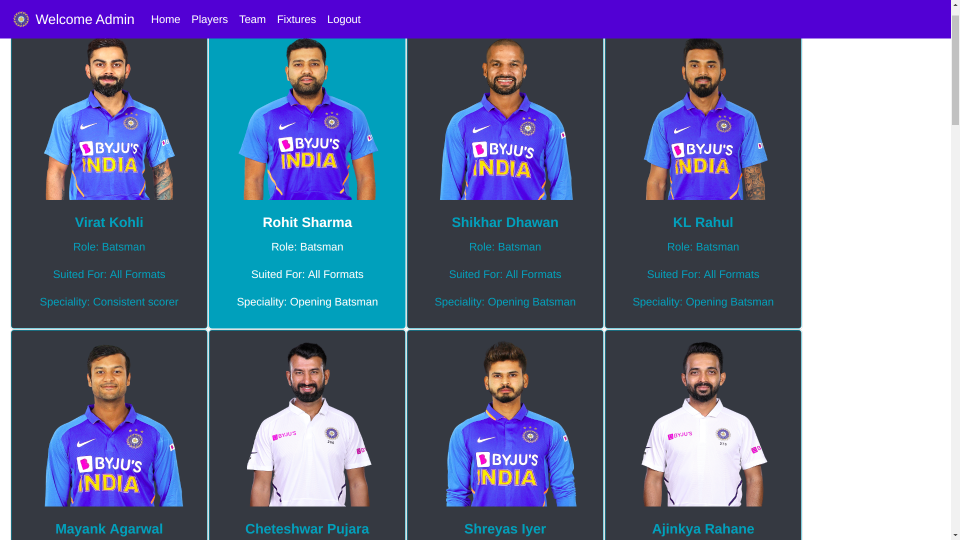 Welcome Admin Home Players Team Fixtures Logout
BYJU'S BYJU'S BYJU'S BYJU'S
INDIA INDIA INDIA INDIA
Virat Kohli Rohit Sharma Shikhar Dhawan KL Rahul
Role: Batsman Role: Batsman Role: Batsman Role: Batsman
Suited For: All Formats Suited For: All Formats Suited For: All Formats Suited For: All Formats
Speciality: Consistent scorer Speciality: Opening Batsman Speciality: Opening Batsman Speciality: Opening Batsman
BYJU'S BYJU'S BYJU'S BYJU'S
INDIA INDIA
Mayank Agarwal Cheteshwar Pujara Shreyas Iyer Ajinkya Rahane